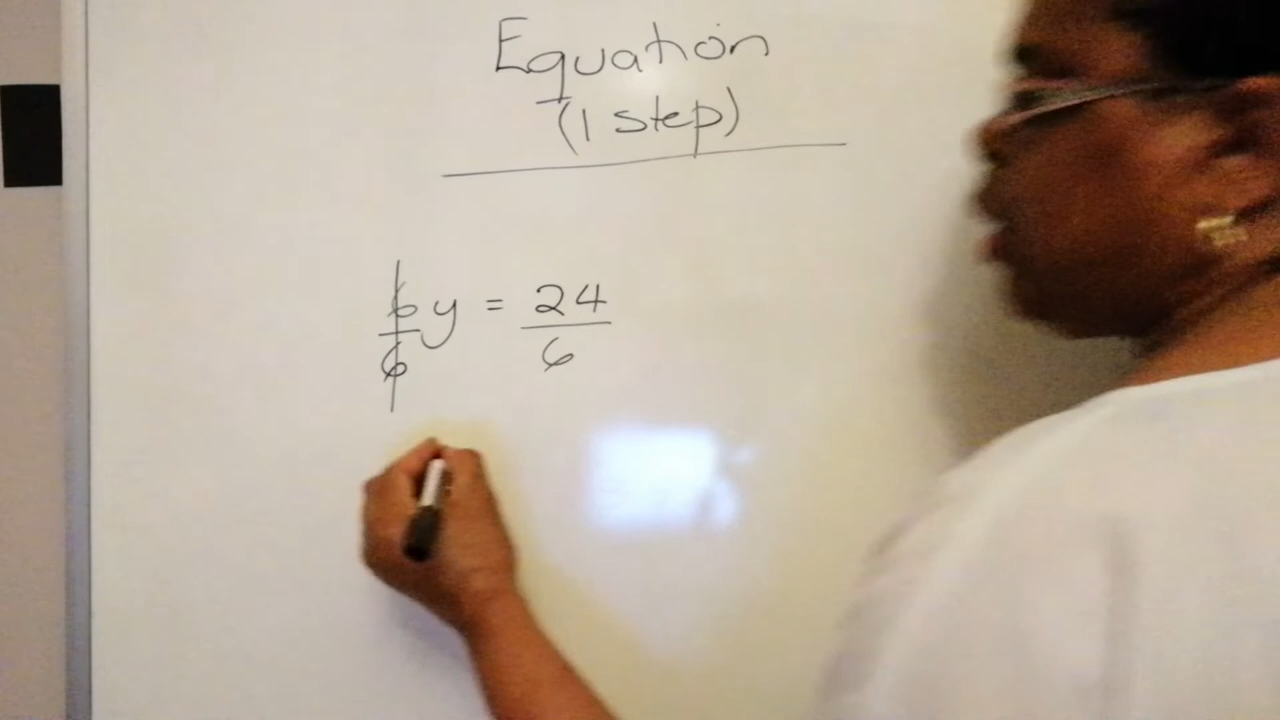 Equation
(1 step)
6y = 24
6 6